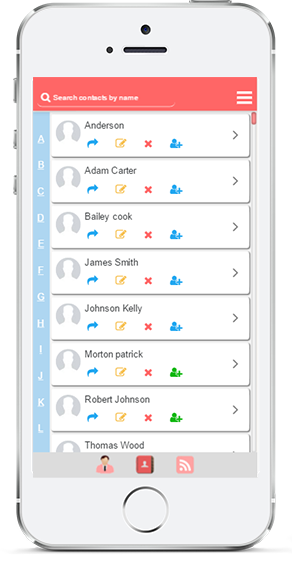 Search contacts by name
A
B
C
D
E
F
G
H
I
J
K
L
Anderson
Adam Carter
Bailey cook
James Smith
Johnson Kelly
Morton patrick
Robert Johnson
Thomas Wood